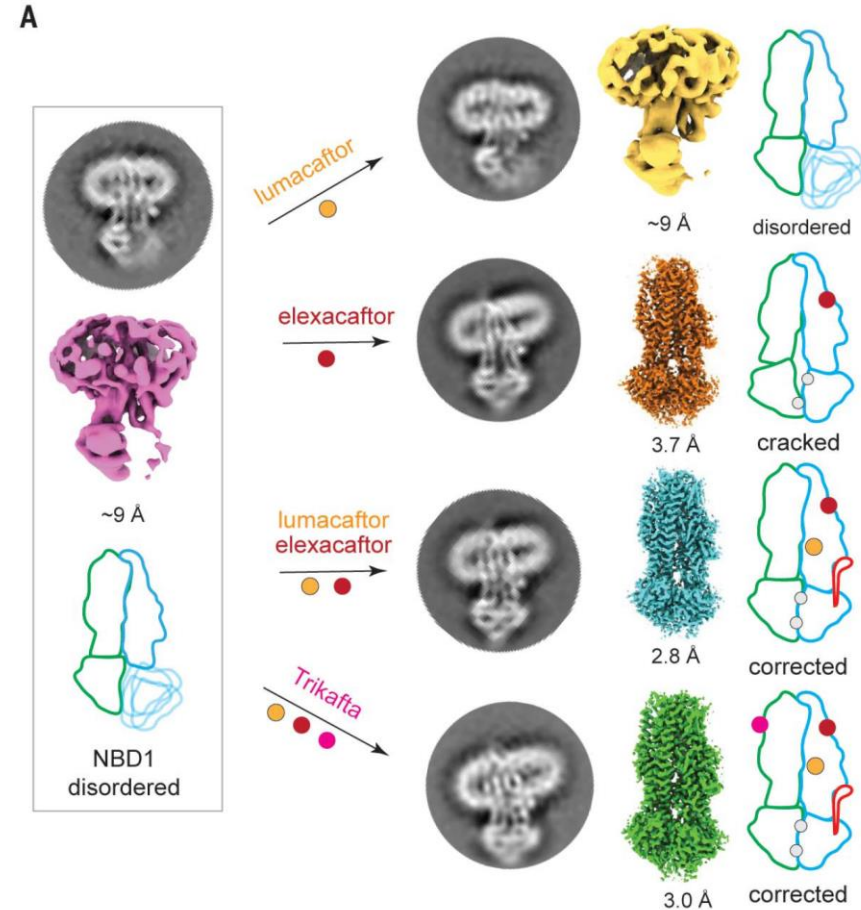 A
~9 Å
NBD1
disordered
lumacaftor
~9 Å
disordered
elexacaftor
3.7 Å
cracked
lumacaftor
elexacaftor
2.8 Å
corrected
Trikafta
3.0 Å
corrected